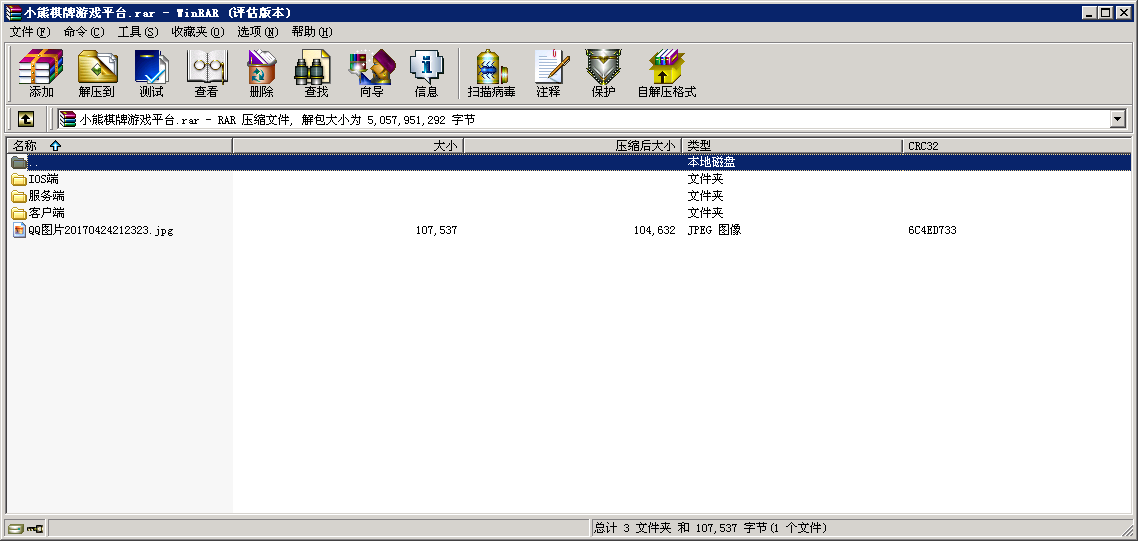 小熊棋牌游戏平台.rar - WinRAR (评估版本)
文件(F) 命令(C) 工具(S) 收藏夹(O) 选项(N) 帮助(H)
添加 解压到 测试 查看 删除 查找 向导 信息 扫描病毒 注释 保护 自解压格式
小熊棋牌游戏平台.rar - RAR 压缩文件, 解包大小为 5,057,951,292 字节
名称 大小 压缩后大小 类型 CRC32
.. 本地磁盘
IOS端 文件夹
服务端 文件夹
客户端 文件夹
QQ图片20170424212323.jpg 107,537 104,632 JPEG 图像 6C4ED733
总计 3 文件夹 和 107,537 字节(1 个文件)